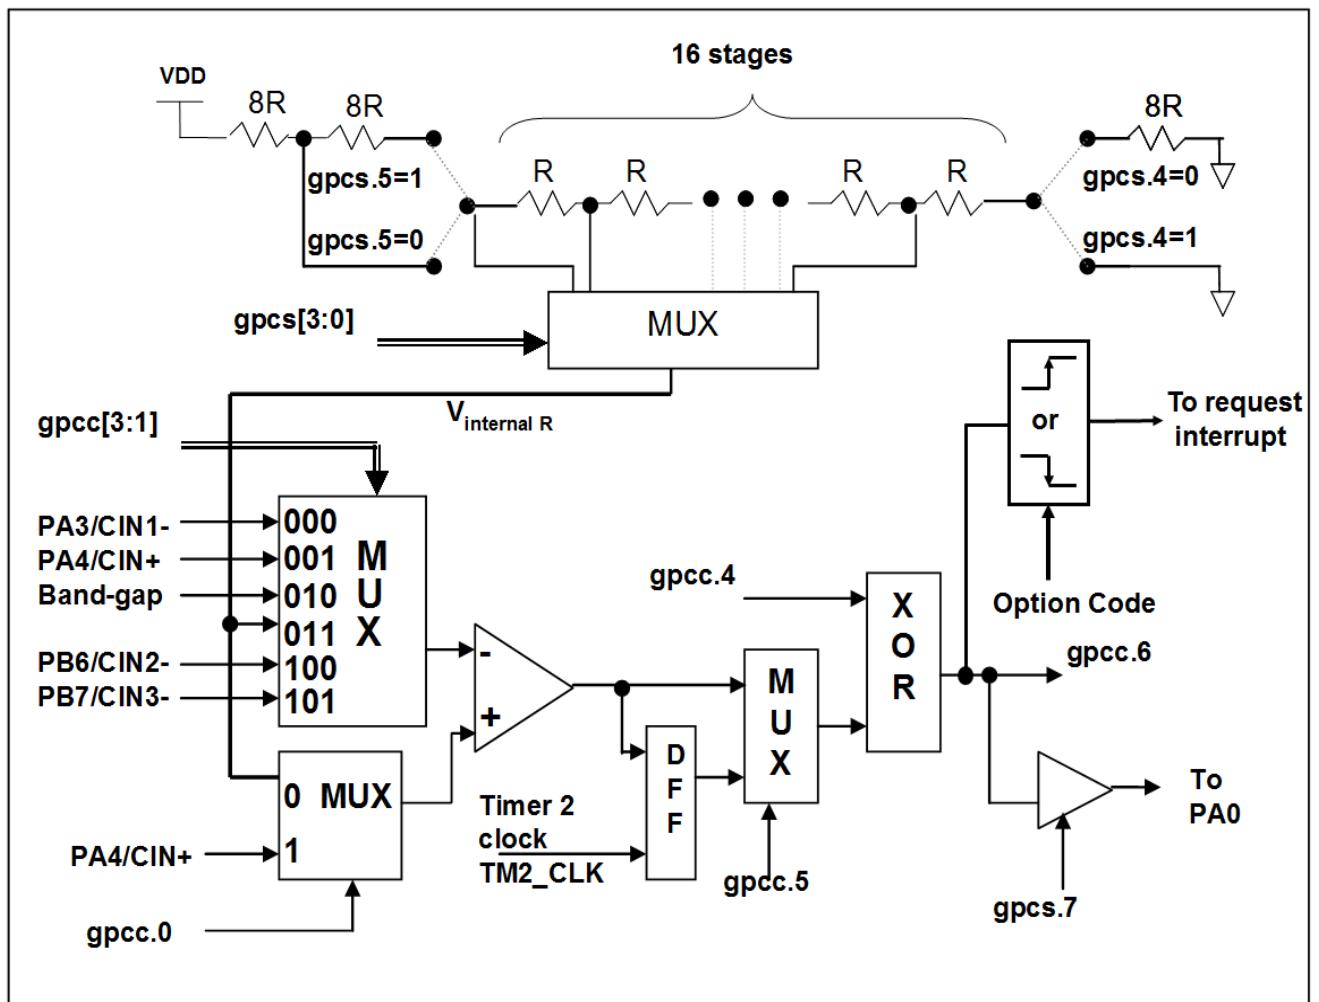 16 stages
VDD
8R
8R
8R
gpcs.5=1
R
R
R
R
gpcs.4=0
gpcs.5=0
gpcs.4=1
gpcs[3:0]
MUX
V internal R
gpcc[3:1]
or
To request
interrupt
PA3/CIN1-
000
PA4/CIN+
001
M
Band-gap
010
U
011
X
PB6/CIN2-
100
PB7/CIN3-
101
-
+
gpcc.4
X
O
R
Option Code
gpcc.6
M
U
X
D
F
F
0 MUX
1
PA4/CIN+
gpcc.0
Timer 2
clock
TM2_CLK
gpcc.5
To
PA0
gpcs.7